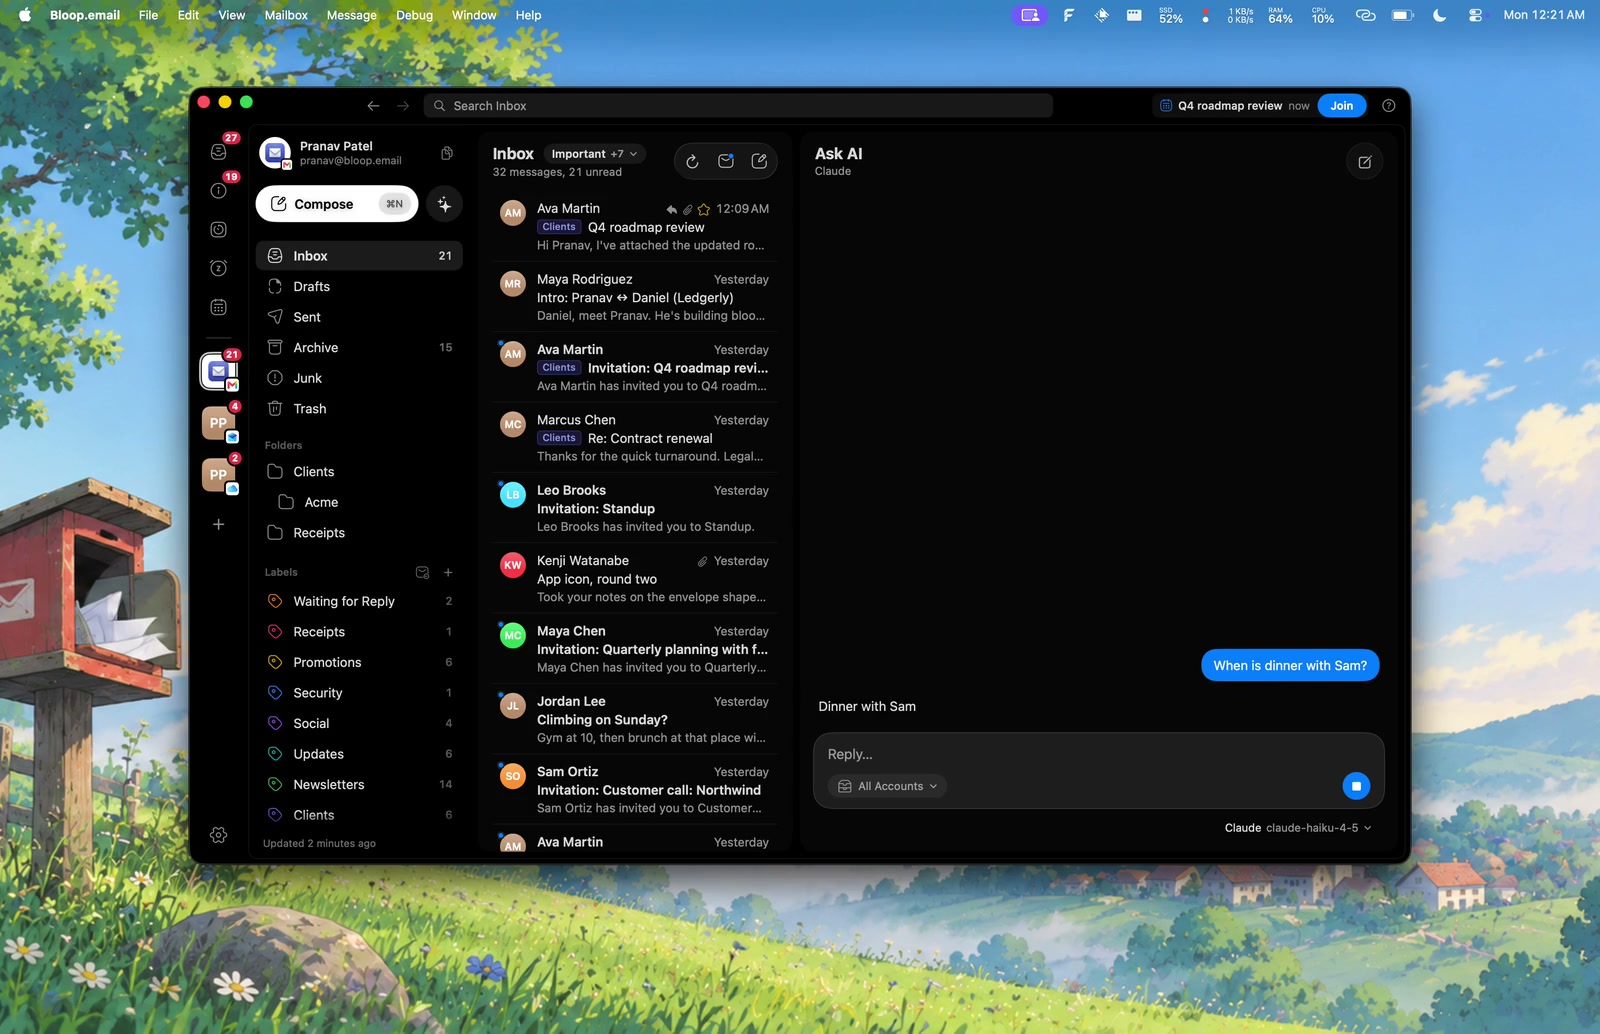 Bloop.email File Edit View Mailbox Message Debug Window Help
SSD 52% 1 KB/s 0 KB/s RAM 64% CPU 10% Mon 12:21 AM
Search Inbox
Q4 roadmap review now Join
27
19
21
4
2
PP
PP
Pranav Patel
pranav@bloop.email
Compose ⌘N
Inbox 21
Drafts
Sent
Archive 15
Junk
Trash
Folders
Clients
Acme
Receipts
Labels
Waiting for Reply 2
Receipts 1
Promotions 6
Security 1
Social 4
Updates 6
Newsletters 14
Clients 6
Updated 2 minutes ago
Inbox Important +7
32 messages, 21 unread
AM Ava Martin 12:09 AM
Clients Q4 roadmap review
Hi Pranav, I've attached the updated ro...
MR Maya Rodriguez Yesterday
Intro: Pranav ↔ Daniel (Ledgerly)
Daniel, meet Pranav. He's building bloo...
AM Ava Martin Yesterday
Clients Invitation: Q4 roadmap revi...
Ava Martin has invited you to Q4 roadm...
MC Marcus Chen Yesterday
Clients Re: Contract renewal
Thanks for the quick turnaround. Legal...
LB Leo Brooks Yesterday
Invitation: Standup
Leo Brooks has invited you to Standup.
KW Kenji Watanabe Yesterday
App icon, round two
Took your notes on the envelope shape...
MC Maya Chen Yesterday
Invitation: Quarterly planning with f...
Maya Chen has invited you to Quarterly...
JL Jordan Lee Yesterday
Climbing on Sunday?
Gym at 10, then brunch at that place wi...
SO Sam Ortiz Yesterday
Invitation: Customer call: Northwind
Sam Ortiz has invited you to Customer...
AM Ava Martin Yesterday
Ask AI
Claude
When is dinner with Sam?
Dinner with Sam
Reply...
All Accounts
Claude claude-haiku-4-5